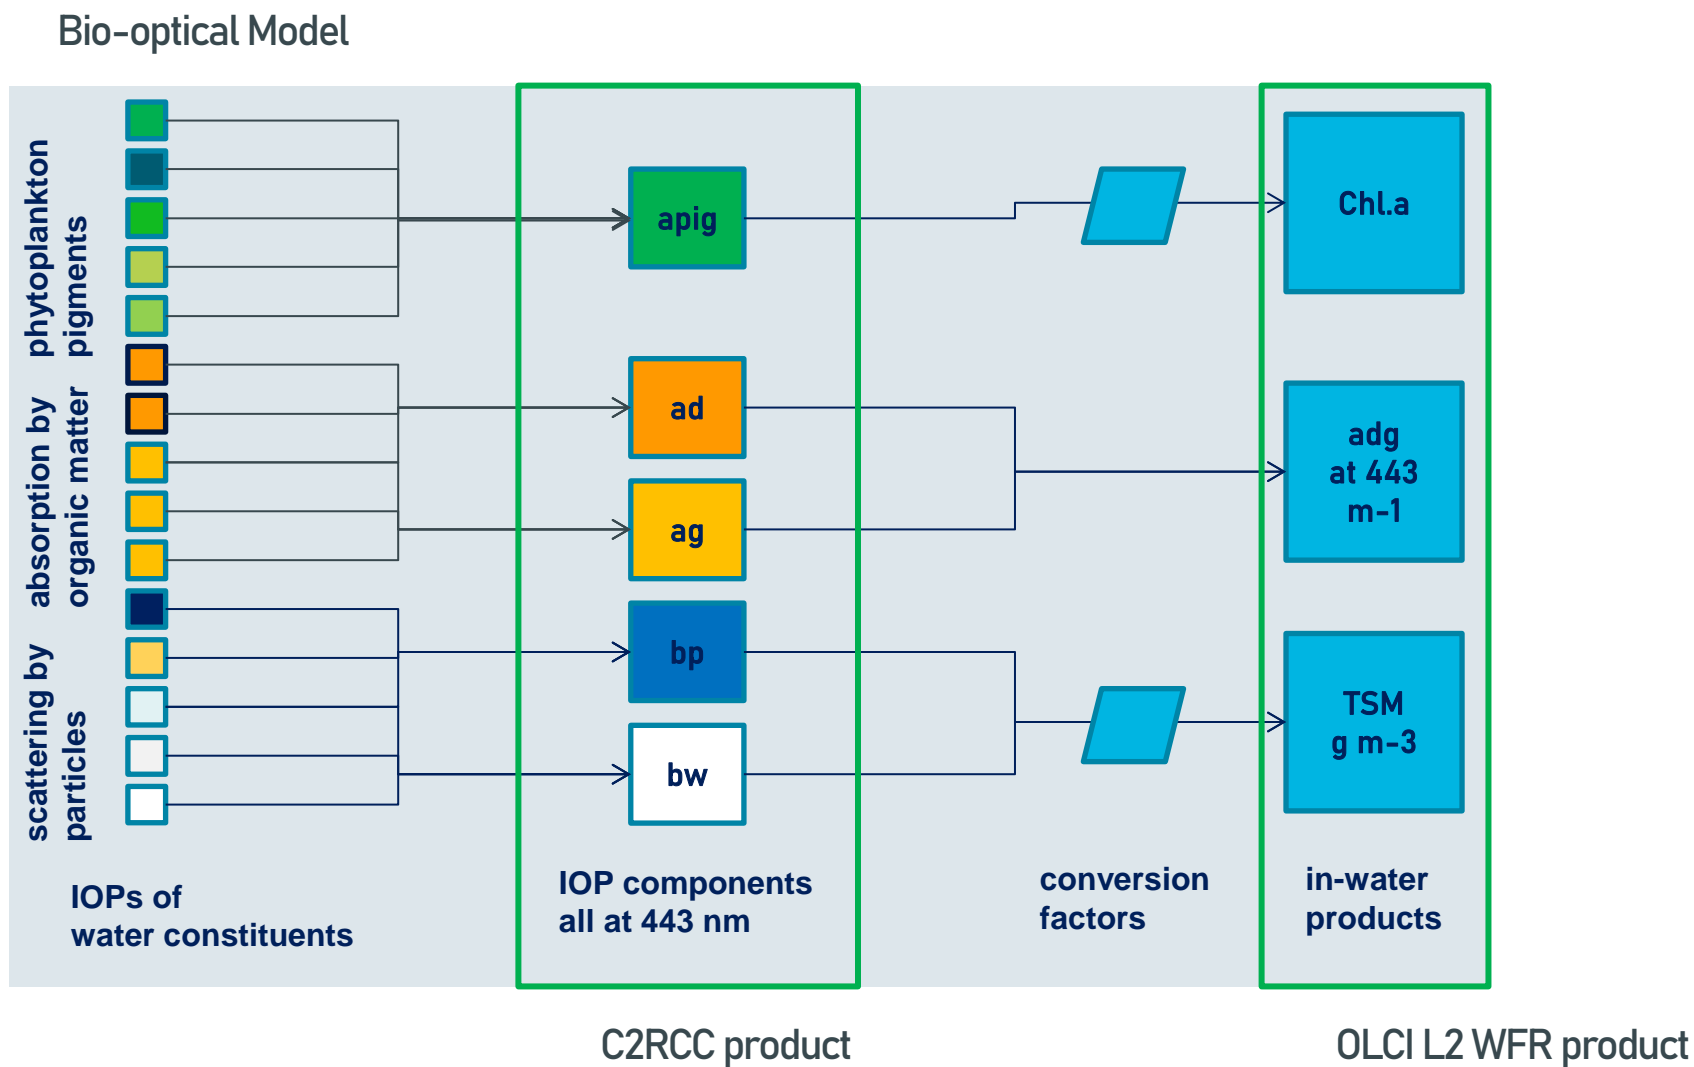 Bio-optical Model
phytoplankton
pigments
absorption by
organic matter
scattering by
particles
apig
ad
ag
bp
bw
Chl.a
adg
at 443
m-1
TSM
g m-3
IOPs of
water constituents
IOP components
all at 443 nm
conversion
factors
in-water
products
C2RCC product
OLCI L2 WFR product